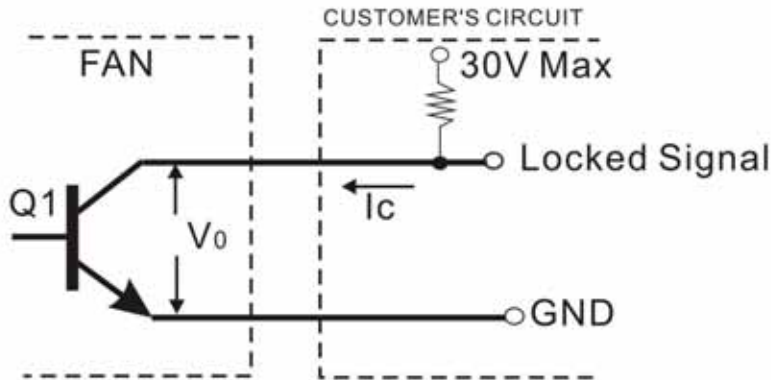 CUSTOMER'S CIRCUIT
FAN
30V Max
Locked Signal
Q1
Ic
V0
GND